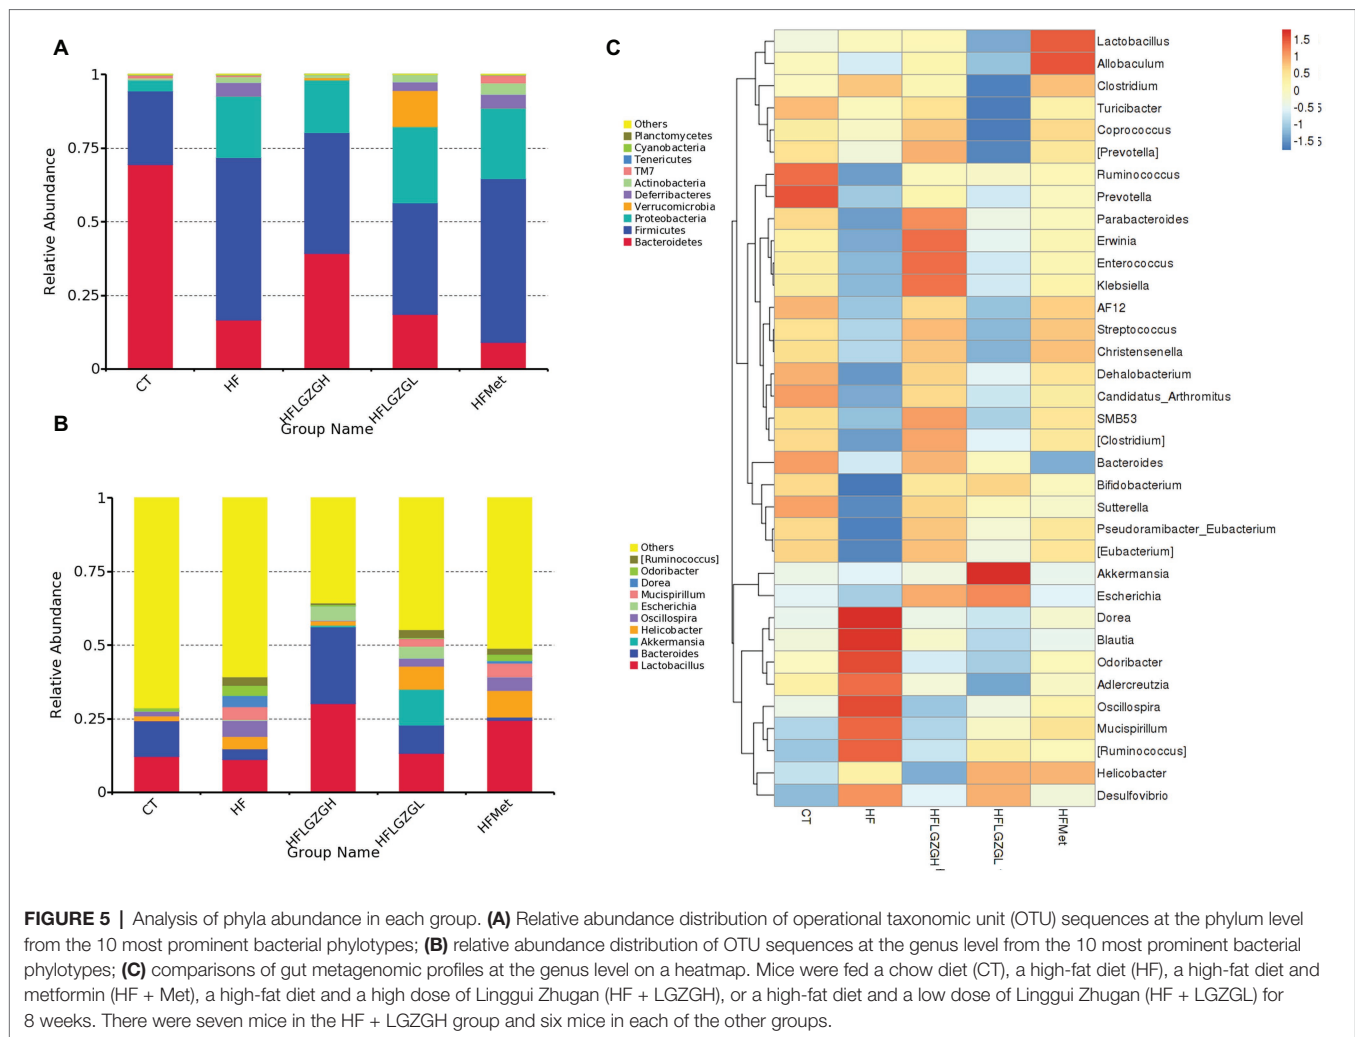 A
1
0.75
0.5
0.25
0
Relative Abundance
CT
HF
HFLGZGH
HFLGZGL
HFMet
Group Name
Others
Planctomycetes
Cyanobacteria
Tenericutes
TM7
Actinobacteria
Deferribacteres
Verrucomicrobia
Proteobacteria
Firmicutes
Bacteroidetes
B
1
0.75
0.5
0.25
0
Relative Abundance
CT
HF
HFLGZGH
HFLGZGL
HFMet
Group Name
Others
[Ruminococcus]
Odoribacter
Dorea
Mucispirillum
Escherichia
Oscillospira
Helicobacter
Akkermansia
Bacteroides
Lactobacillus
C
1.5
0.5
0
-0.5 5
-1
-1.7 5
Lactobacillus
Allobaculum
Clostridium
Turicibacter
Coprococcus
[Prevotella]
Ruminococcus
Prevotella
Parabacteroides
Erwinia
Enterococcus
Klebsiella
AF12
Streptococcus
Christensenella
Dehalobacterium
Candidatus_Arthromitus
SMB53
[Clostridium]
Bacteroides
Bifidobacterium
Sutterella
Pseudoramibacter_Eubacterium
[Eubacterium]
Akkermansia
Escherichia
Dorea
Blautia
Odoribacter
Adlercreutzia
Oscillospira
Mucispirillum
[Ruminococcus]
Helicobacter
Desulfovibrio
CT
HF
HFLGZGH
HFLGZGL
HFMet
FIGURE 5 | Analysis of phyla abundance in each group. (A) Relative abundance distribution of operational taxonomic unit (OTU) sequences at the phylum level
from the 10 most prominent bacterial phylotypes; (B) relative abundance distribution of OTU sequences at the genus level from the 10 most prominent bacterial
phylotypes; (C) comparisons of gut metagenomic profiles at the genus level on a heatmap. Mice were fed a chow diet (CT), a high-fat diet (HF), a high-fat diet and
metformin (HF + Met), a high-fat diet and a high dose of Linggui Zhugan (HF + LGZGH), or a high-fat diet and a low dose of Linggui Zhugan (HF + LGZGL) for
8 weeks. There were seven mice in the HF + LGZGH group and six mice in each of the other groups.